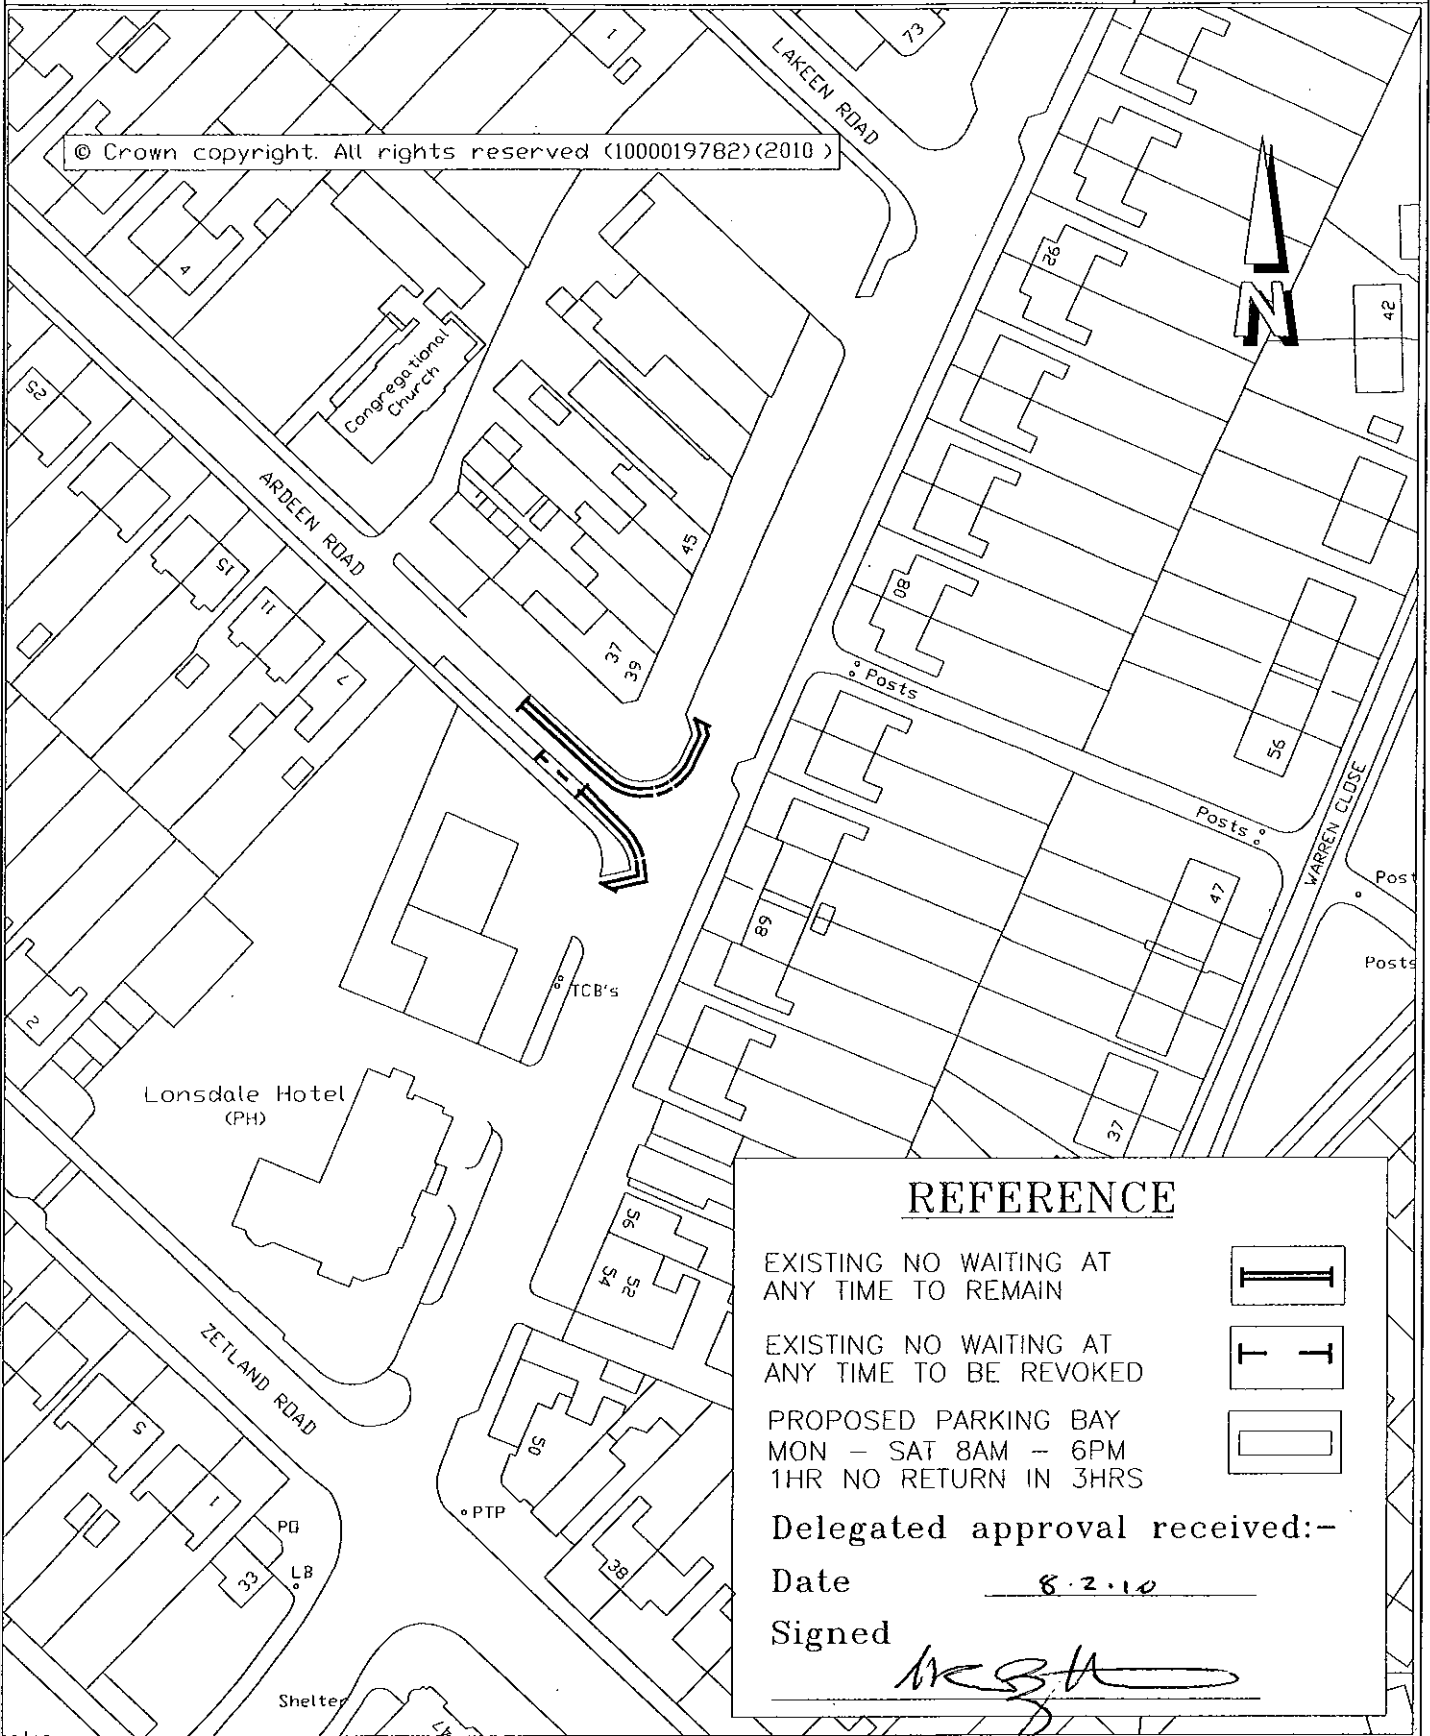 1
73
LAKEEN ROAD
© Crown copyright. All rights reserved (1000019782)(2010 )
4
26
N
42
25
Congregational
Church
ARDEEN ROAD
15
11
7
45
37
39
80
Posts
56
Posts
WARREN CLOSE
Post
Posts
47
68
TCB's
2
Lonsdale Hotel
(PH)
37
56
54
52
ZETLAND ROAD
5
1
50
PTP
PO
LB
33
38
Shelter
47
REFERENCE
EXISTING NO WAITING AT
ANY TIME TO REMAIN
EXISTING NO WAITING AT
ANY TIME TO BE REVOKED
PROPOSED PARKING BAY
MON - SAT 8AM - 6PM
1HR NO RETURN IN 3HRS
Delegated approval received:-
Date 8.2.10
Signed